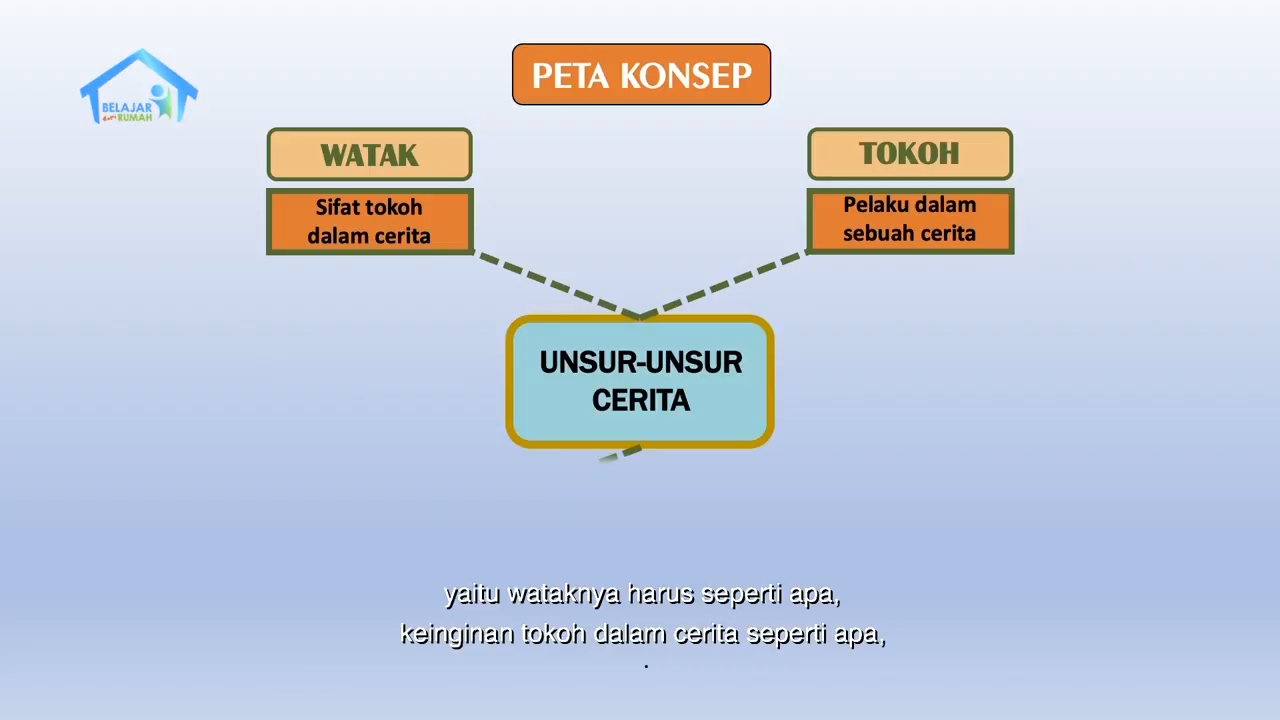 PETA KONSEP
BELAJAR
dari RUMAH
WATAK
Sifat tokoh
dalam cerita
TOKOH
Pelaku dalam
sebuah cerita
UNSUR-UNSUR
CERITA
yaitu wataknya harus seperti apa,
keinginan tokoh dalam cerita seperti apa,
.